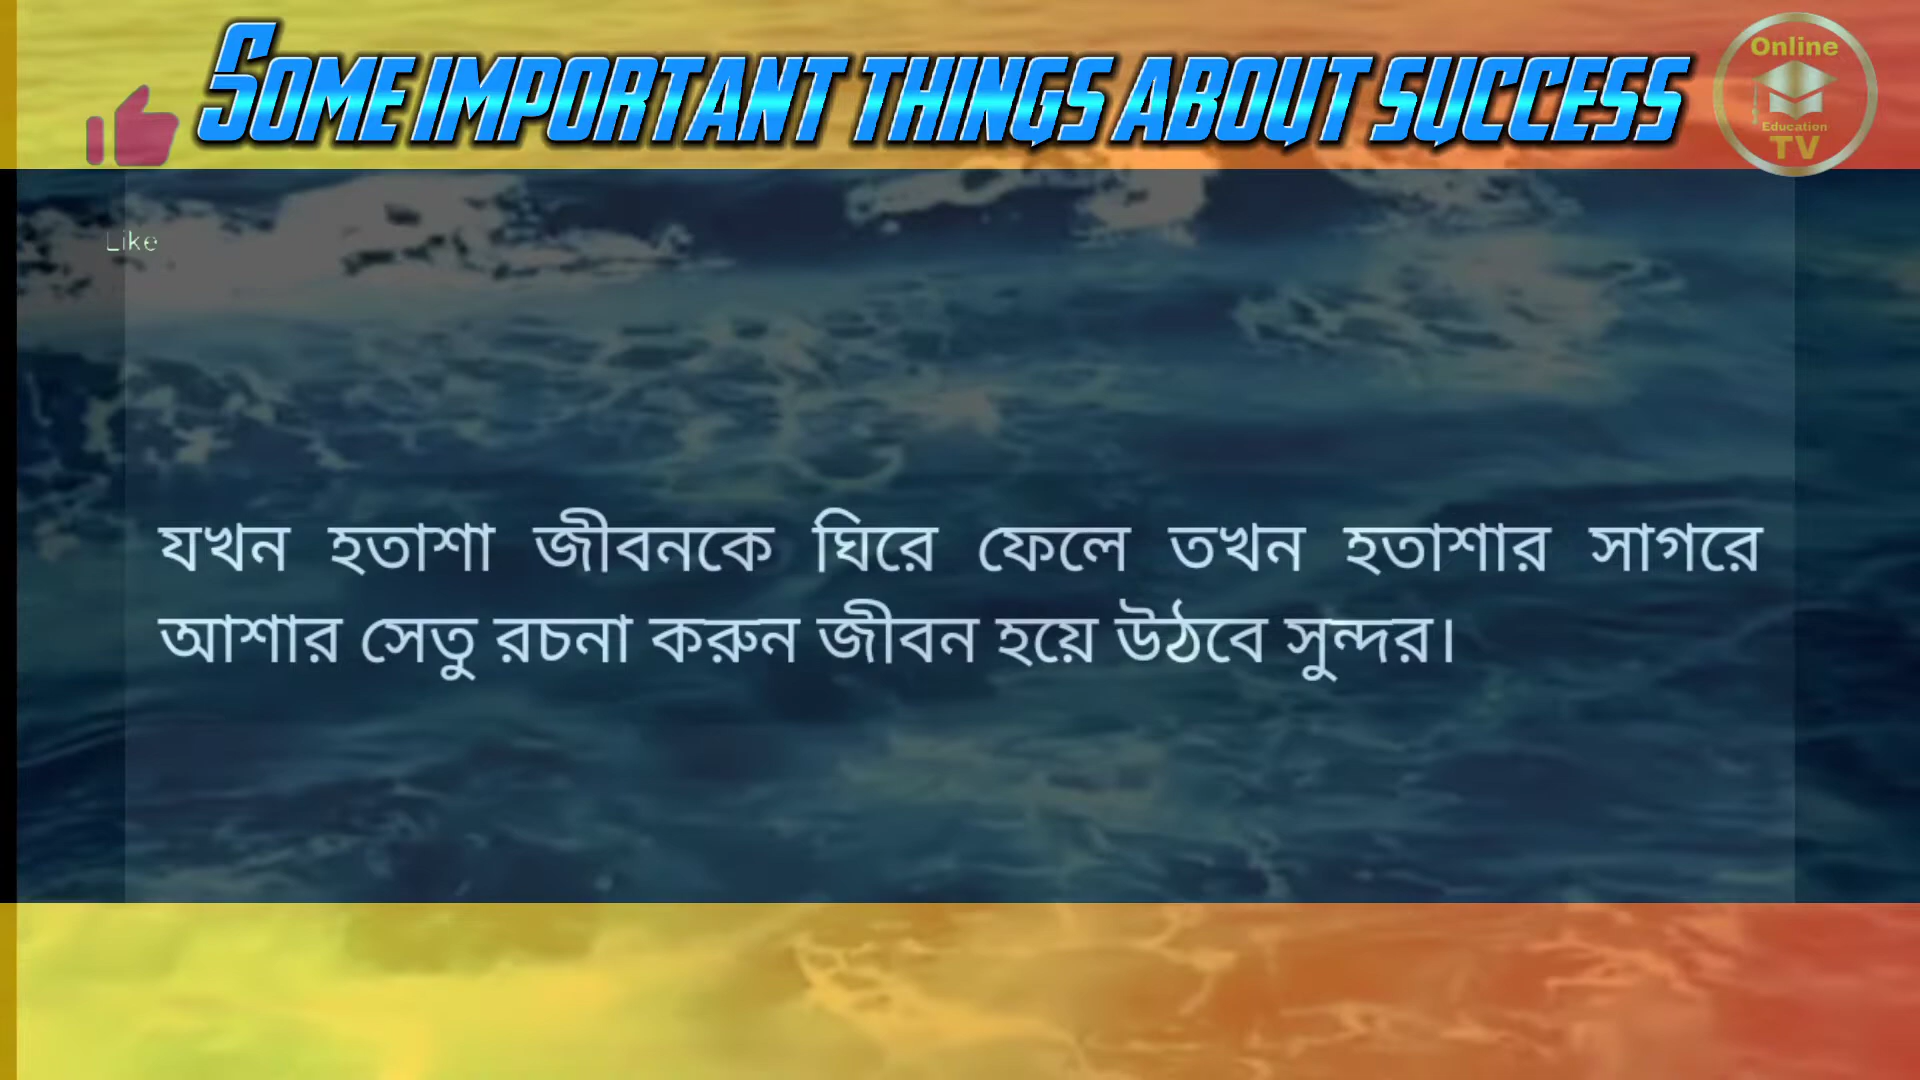 Some important things about success
Online
Education
TV
Like
যখন হতাশা জীবনকে ঘিরে ফেলে তখন হতাশার সাগরে
আশার সেতু রচনা করুন জীবন হয়ে উঠবে সুন্দর।